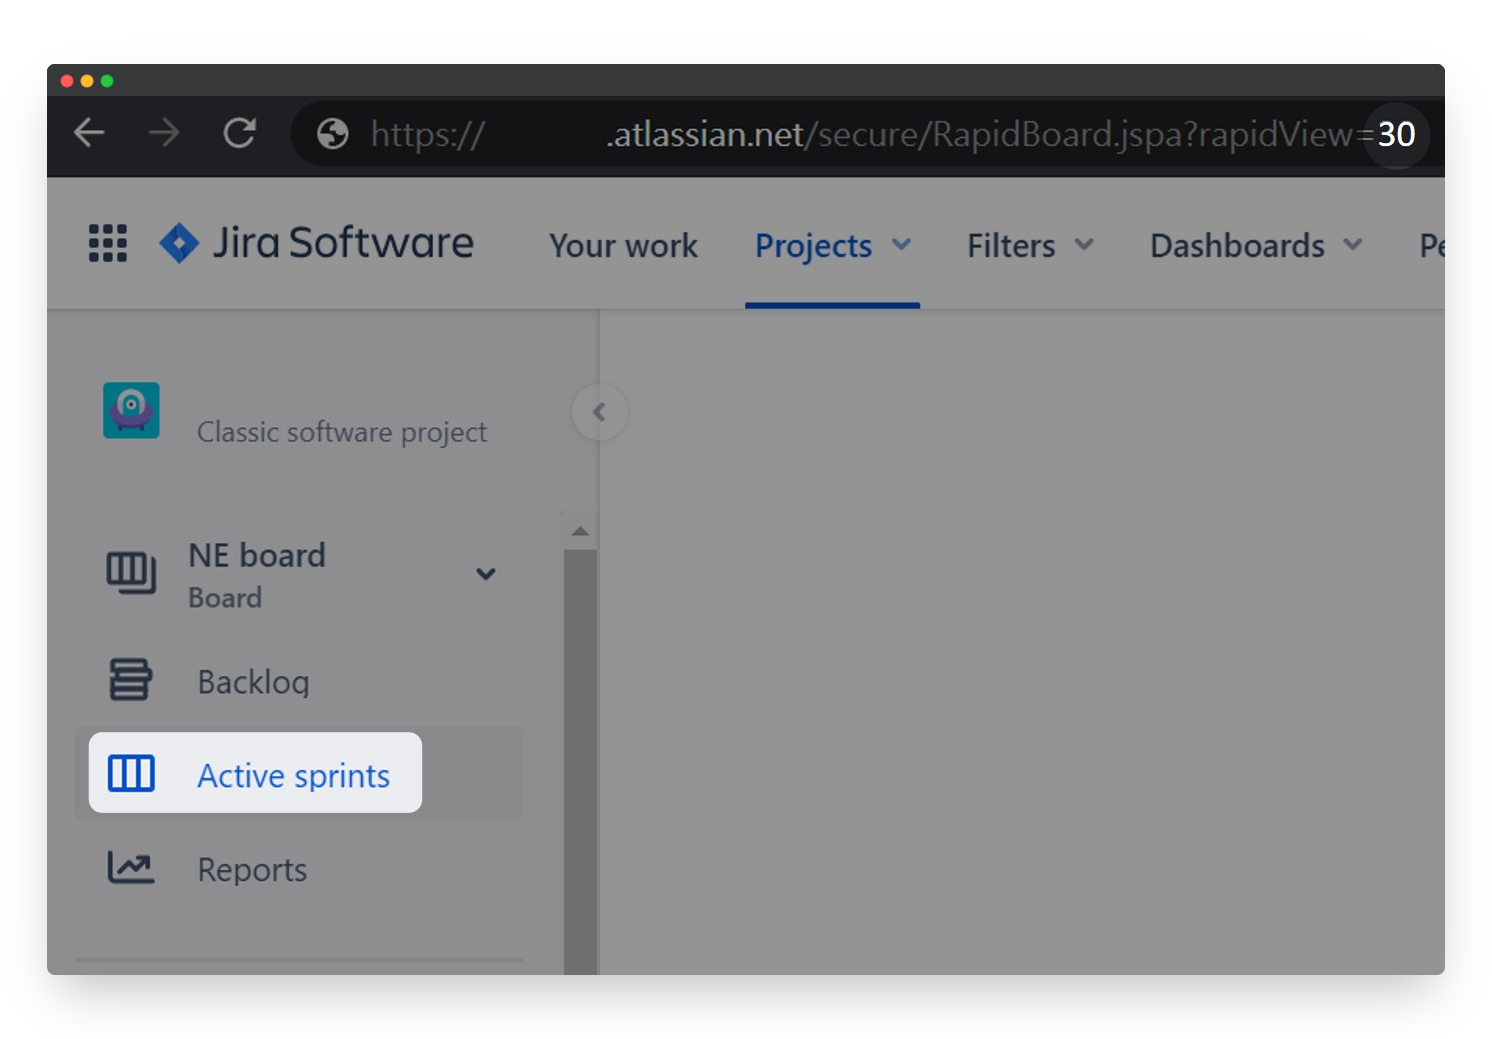 https:// .atlassian.net/secure/RapidBoard.jspa?rapidView=30
Jira Software Your work Projects Filters Dashboards Pe
Classic software project
NE board
Board
Backlog
Active sprints
Reports